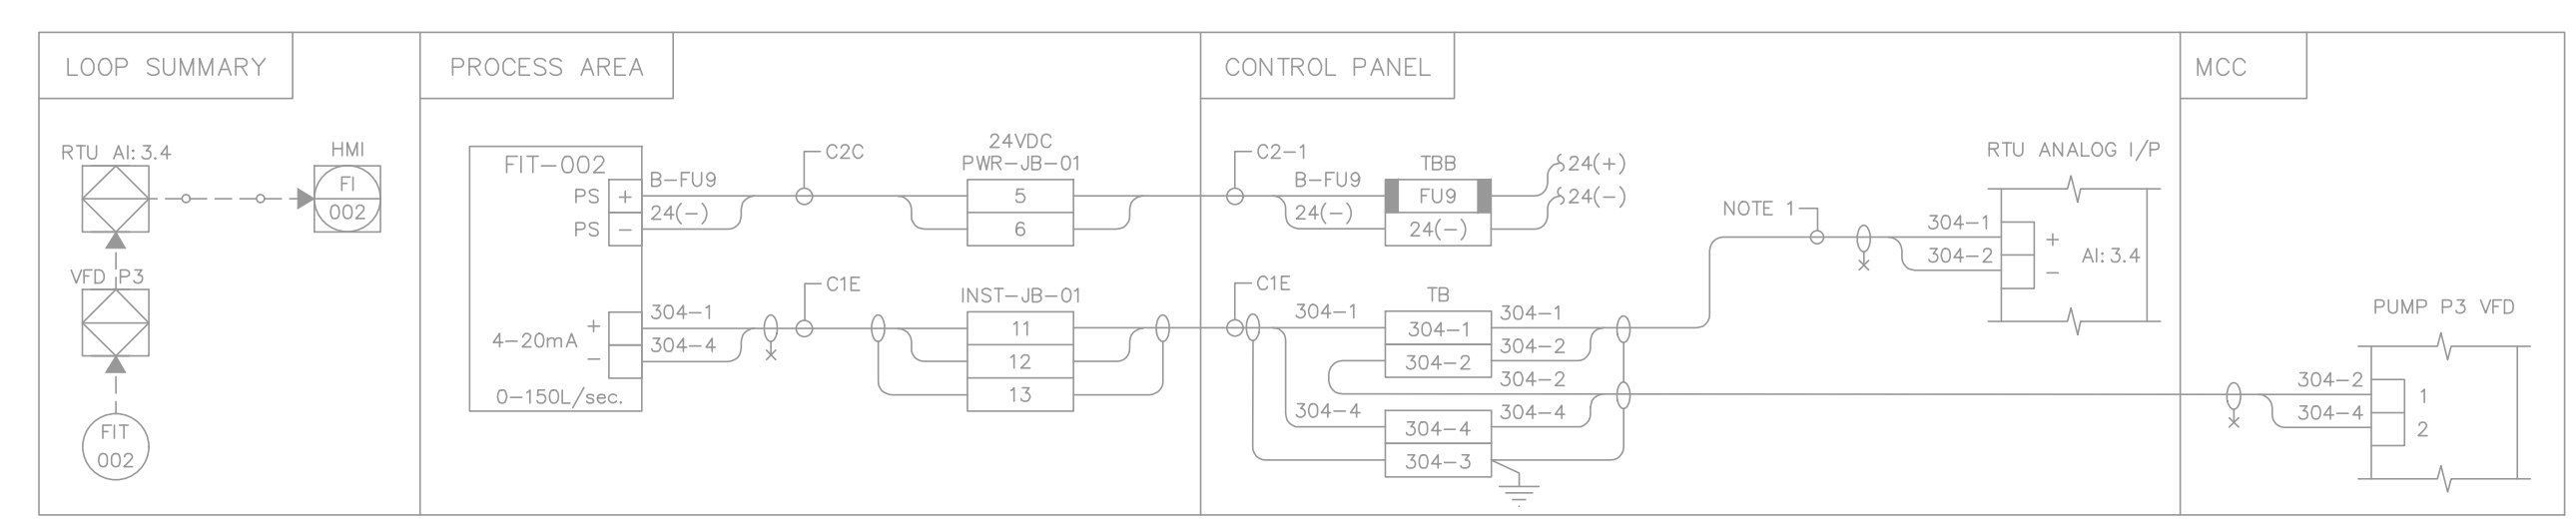 LOOP SUMMARY
RTU AI:3.4
HMI
FI
002
VFD P3
FIT
002
PROCESS AREA
FIT-002
PS +
PS -
B-FU9
24(-)
C2C
24VDC
PWR-JB-01
5
6
4-20mA
+
-
304-1
304-4
0-150L/sec.
C1E
INST-JB-01
11
12
13
CONTROL PANEL
C2-1
B-FU9
24(-)
TBB
FU9
24(-)
24(+)
24(-)
C1E
304-1
304-4
TB
304-1
304-2
304-4
304-3
304-1
304-2
304-2
304-4
NOTE 1
RTU ANALOG I/P
304-1
304-2
+
-
AI:3.4
MCC
PUMP P3 VFD
304-2
304-4
1
2